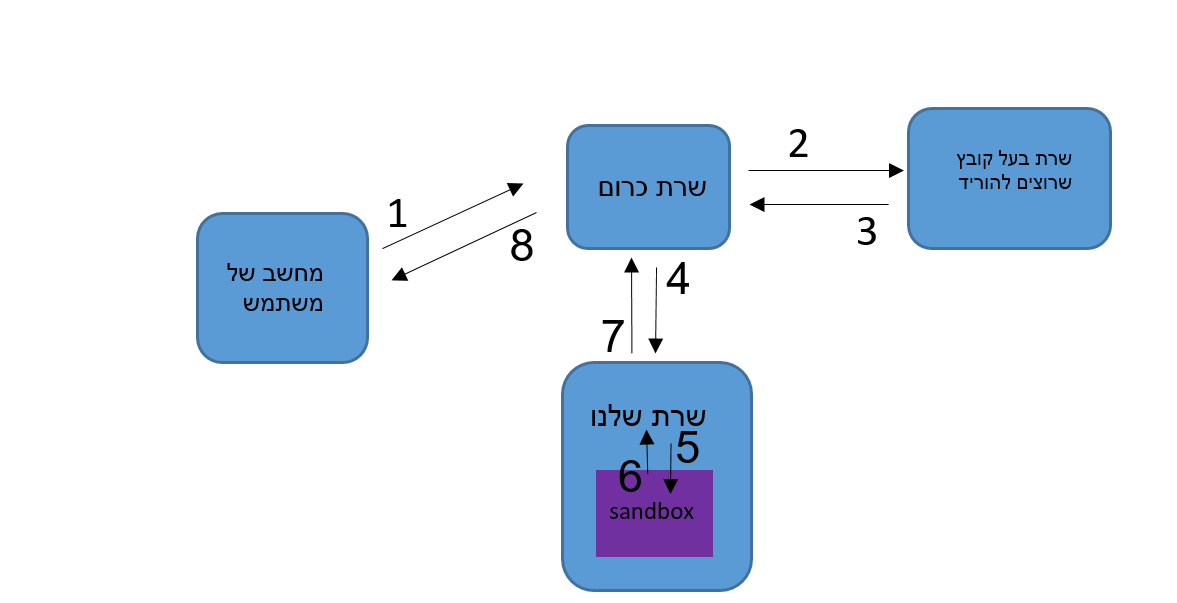 1
8
מחשב של
משתמש
שרת כרום
2
3
שרת בעל קובץ
שרוצים להוריד
4
7
שרת שלנו
5
6
sandbox